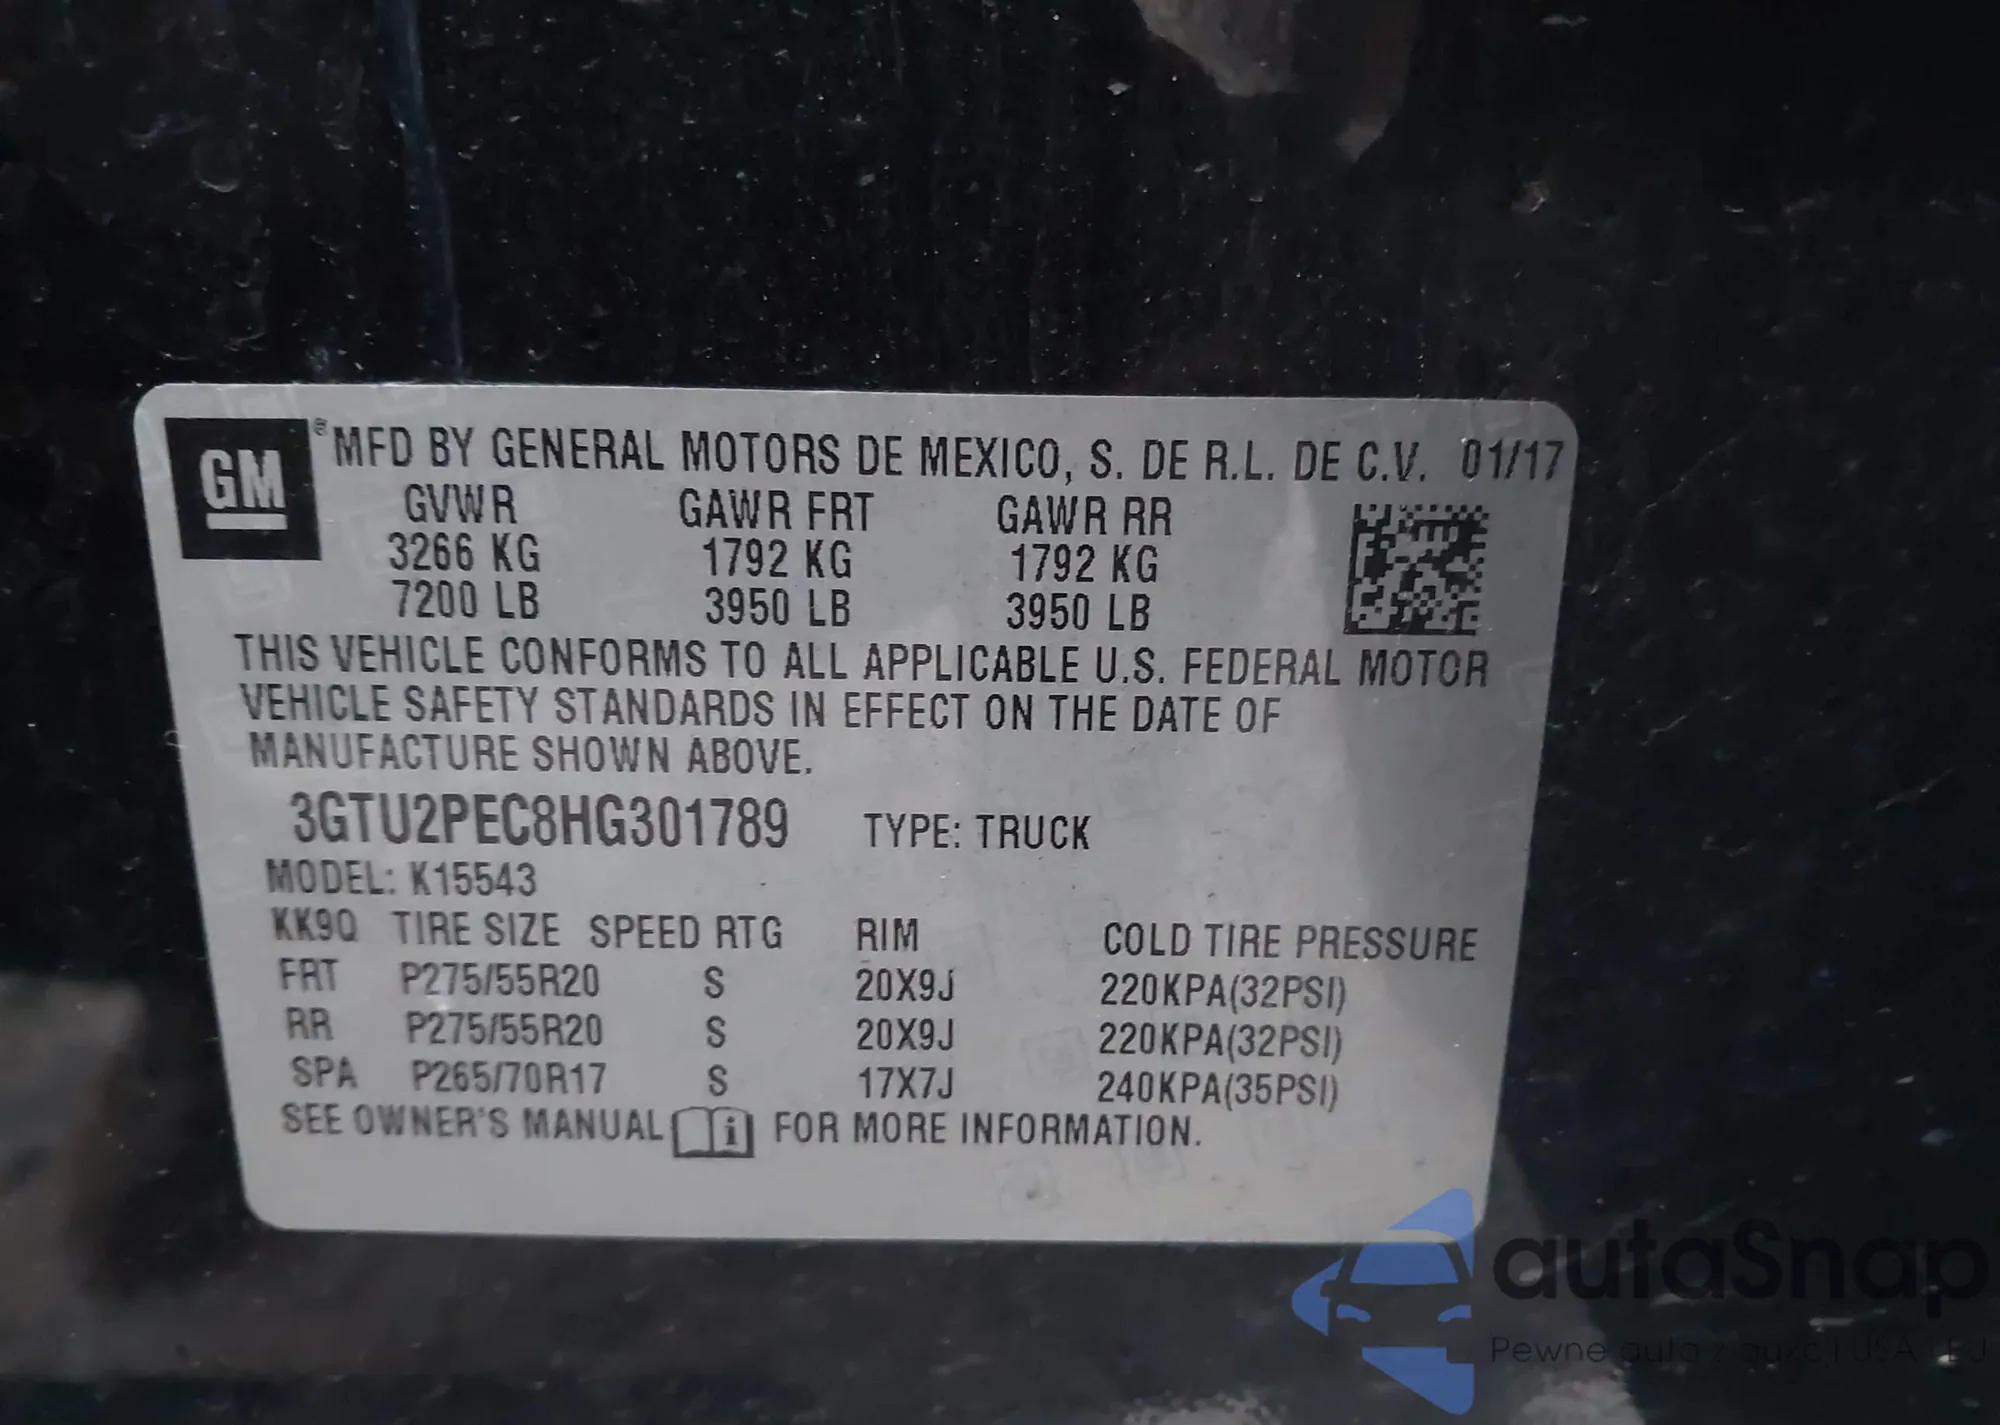 GM® MFD BY GENERAL MOTORS DE MEXICO, S. DE R.L. DE C.V. 01/17
GVWR GAWR FRT GAWR RR
3266 KG 1792 KG 1792 KG
7200 LB 3950 LB 3950 LB
THIS VEHICLE CONFORMS TO ALL APPLICABLE U.S. FEDERAL MOTOR
VEHICLE SAFETY STANDARDS IN EFFECT ON THE DATE OF
MANUFACTURE SHOWN ABOVE.
3GTU2PEC8HG301789 TYPE: TRUCK
MODEL: K15543
KK9Q TIRE SIZE SPEED RTG RIM COLD TIRE PRESSURE
FRT P275/55R20 S 20X9J 220KPA(32PSI)
RR P275/55R20 S 20X9J 220KPA(32PSI)
SPA P265/70R17 S 17X7J 240KPA(35PSI)
SEE OWNER'S MANUAL i FOR MORE INFORMATION.
autaSnap
Pewne auta z